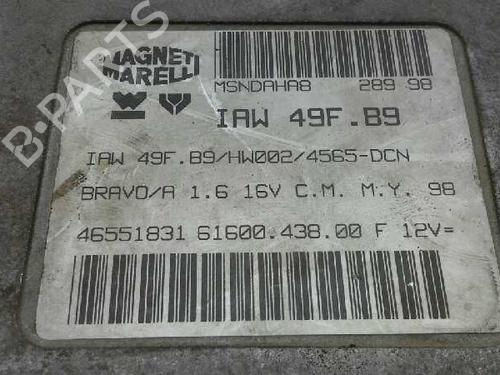 MAGNETI
MARELLI
MSNDAHA8 289 98
IAW 49F.B9
IAW 49F.B9/HW002/4565-DCN
BRAVO/A 1.6 16V C.M. M.Y. 98
46551831 61600.438.00 F 12V=
B-PARTS